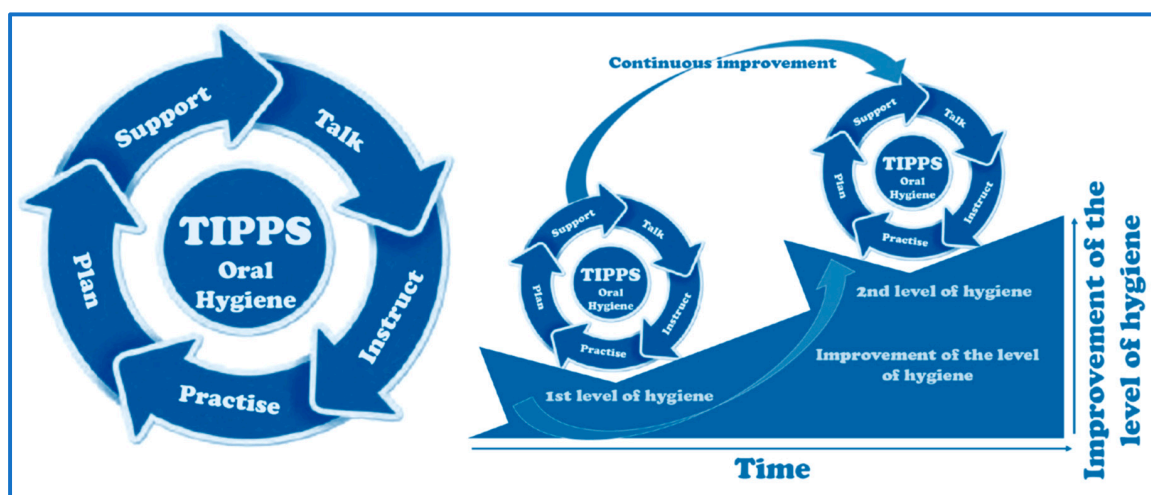 Support
Talk
Instruct
Practise
Plan
TIPPS
Oral
Hygiene
Continuous improvement
Support
Talk
Instruct
Practise
Plan
TIPPS
Oral
Hygiene
Support
Talk
Instruct
Practise
Plan
TIPPS
Oral
Hygiene
1st level of hygiene
2nd level of hygiene
Improvement of the level
of hygiene
Time
Improvement of the
level of hygiene